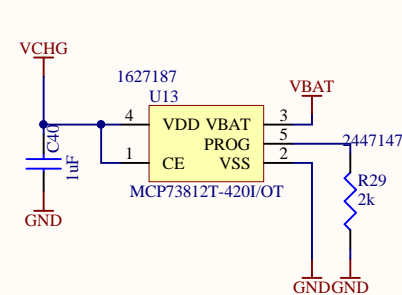 VCHG
1627187
U13
VBAT
4
VDD
VBAT
3
PROG
5
2447147
C40
1uF
1
CE
VSS
2
MCP73812T-420I/OT
R29
2k
GND
GND
GND